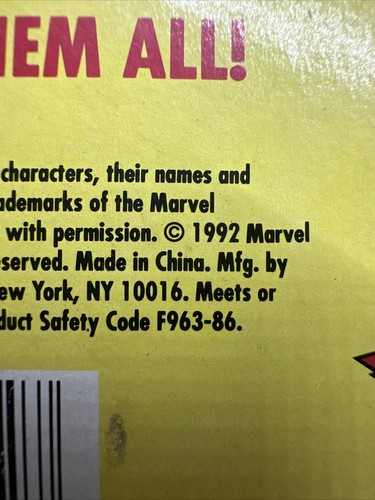 HEM ALL!
characters, their names and
ademarks of the Marvel
with permission. © 1992 Marvel
served. Made in China. Mfg. by
ew York, NY 10016. Meets or
duct Safety Code F963-86.